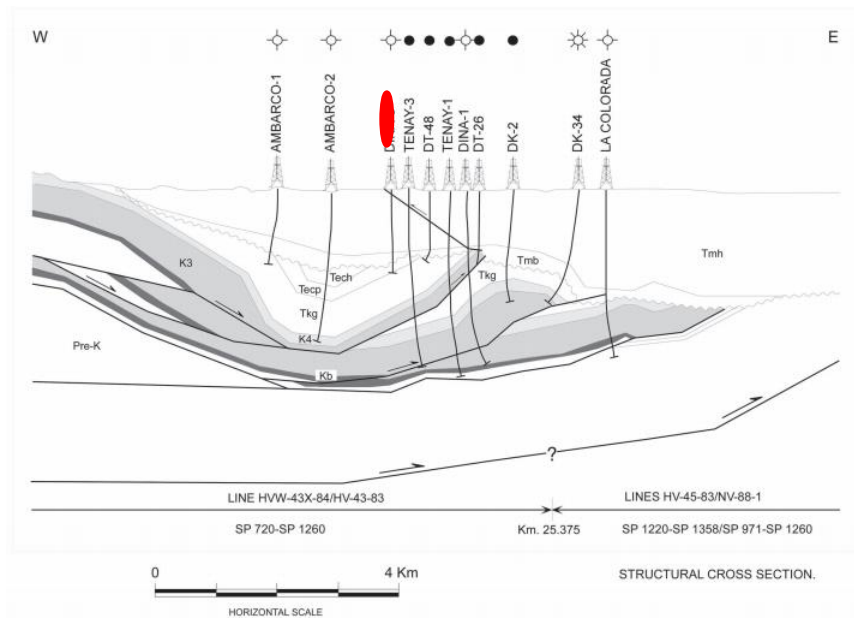 W
E
AMBARCO-1
AMBARCO-2
TENAY-3
DT-48
TENAY-1
DINA-1
DT-26
DK-2
DK-34
LA COLORADA
K3
Tech
Tecp
Tmb
Tkg
Tmh
Tkg
K4
Pre-K
Kb
?
LINE HVW-43X-84/HV-43-83
LINES HV-45-83/NV-88-1
SP 720-SP 1260
Km. 25.375
SP 1220-SP 1358/SP 971-SP 1260
0
4 Km
HORIZONTAL SCALE
STRUCTURAL CROSS SECTION.